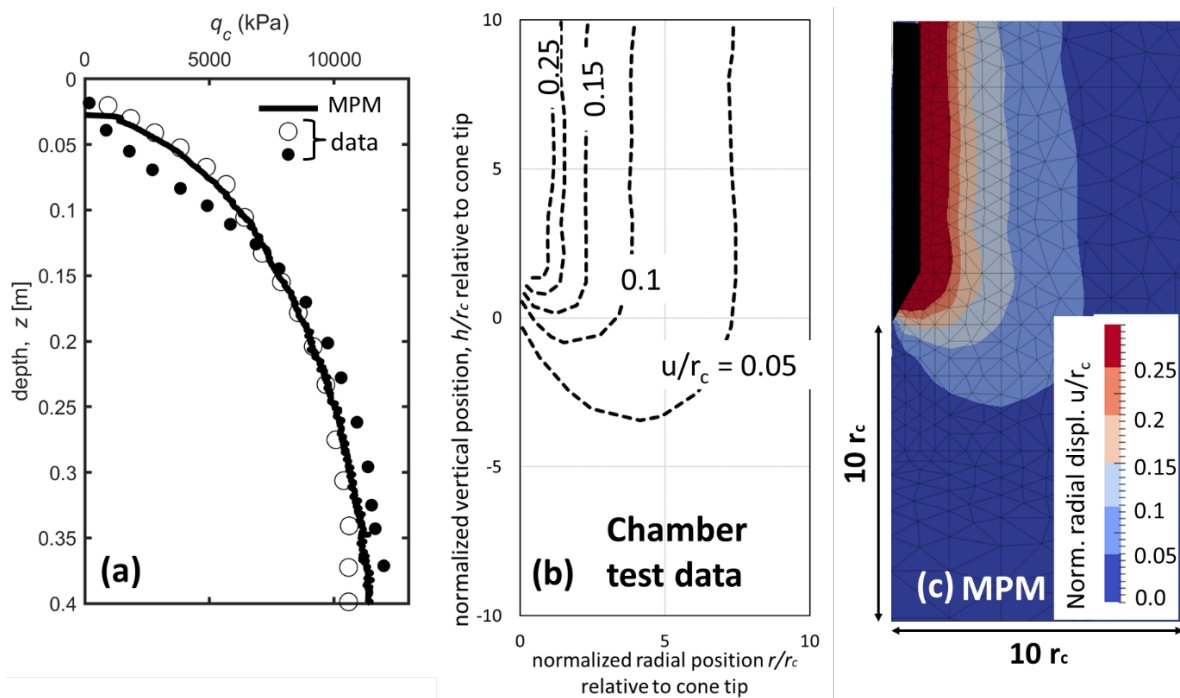 q_c (kPa)
0 5000 10000
0
0.05
0.1
0.15
0.2
0.25
0.3
0.35
0.4
depth, z [m]
MPM
data
(a)
10
5
0
-5
-10
normalized vertical position, h/r_c relative to cone tip
0.25
0.15
0.1
u/r_c = 0.05
Chamber
test data
(b)
0 5 10
normalized radial position r/r_c
relative to cone tip
10 r_c
Norm. radial displ. u/r_c
0.25
0.2
0.15
0.1
0.05
0.0
(c) MPM
10 r_c